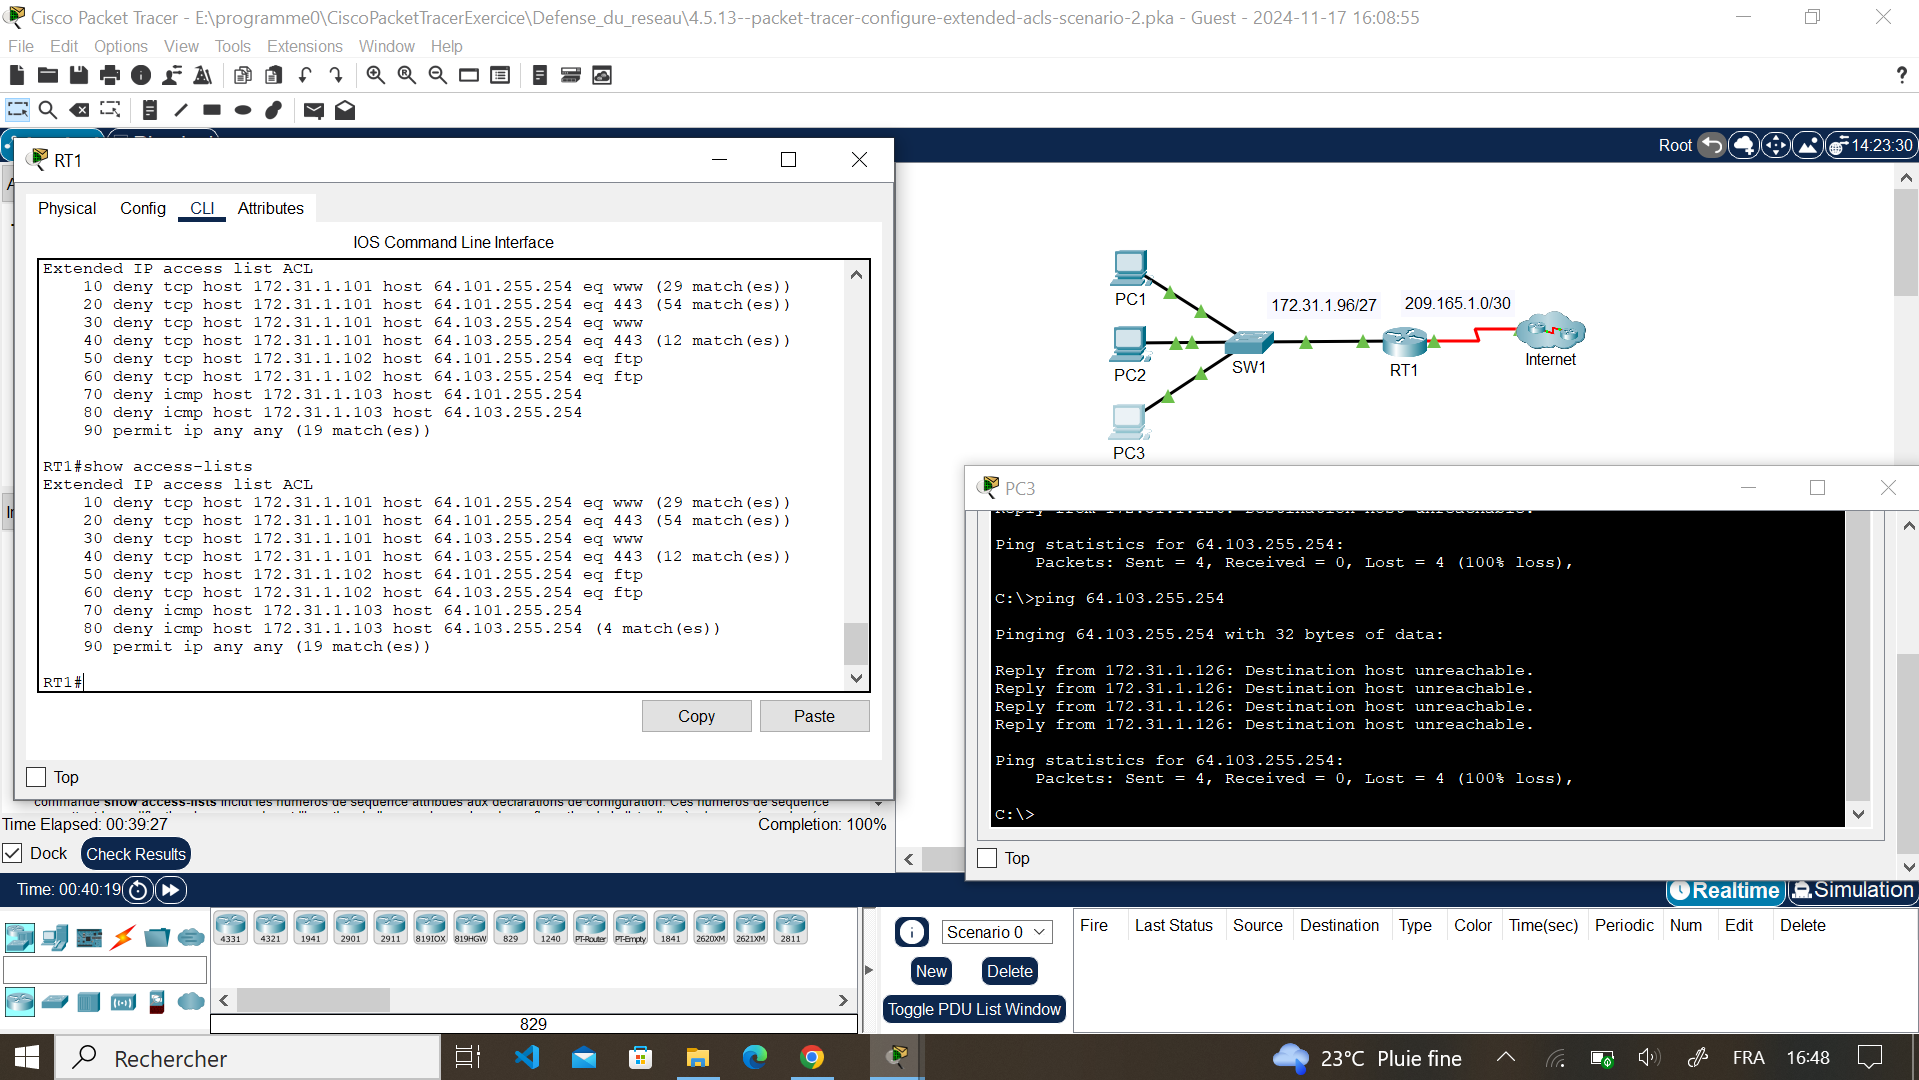 Cisco Packet Tracer - E:\programme0\CiscoPacketTracerExercice\Defense_du_reseau\4.5.13--packet-tracer-configure-extended-acls-scenario-2.pka - Guest - 2024-11-17 16:08:55
File Edit Options View Tools Extensions Window Help
?
Root 14:23:30
RT1
Physical Config CLI Attributes
IOS Command Line Interface
Extended IP access list ACL
10 deny tcp host 172.31.1.101 host 64.101.255.254 eq www (29 match(es))
20 deny tcp host 172.31.1.101 host 64.101.255.254 eq 443 (54 match(es))
30 deny tcp host 172.31.1.101 host 64.103.255.254 eq www
40 deny tcp host 172.31.1.101 host 64.103.255.254 eq 443 (12 match(es))
50 deny tcp host 172.31.1.102 host 64.101.255.254 eq ftp
60 deny tcp host 172.31.1.102 host 64.103.255.254 eq ftp
70 deny icmp host 172.31.1.103 host 64.101.255.254
80 deny icmp host 172.31.1.103 host 64.103.255.254
90 permit ip any any (19 match(es))
RT1#show access-lists
Extended IP access list ACL
10 deny tcp host 172.31.1.101 host 64.101.255.254 eq www (29 match(es))
20 deny tcp host 172.31.1.101 host 64.101.255.254 eq 443 (54 match(es))
30 deny tcp host 172.31.1.101 host 64.103.255.254 eq www
40 deny tcp host 172.31.1.101 host 64.103.255.254 eq 443 (12 match(es))
50 deny tcp host 172.31.1.102 host 64.101.255.254 eq ftp
60 deny tcp host 172.31.1.102 host 64.103.255.254 eq ftp
70 deny icmp host 172.31.1.103 host 64.101.255.254
80 deny icmp host 172.31.1.103 host 64.103.255.254 (4 match(es))
90 permit ip any any (19 match(es))
RT1#
Copy Paste
Top
commande show access-lists inclut les numéros de séquence attribués aux déclarations de configuration. Ces numéros de séquence
Time Elapsed: 00:39:27 Completion: 100%
Dock Check Results
PC1
PC2
PC3
SW1
172.31.1.96/27
209.165.1.0/30
RT1
Internet
PC3
Reply from 172.31.1.126: Destination host unreachable.
Ping statistics for 64.103.255.254:
Packets: Sent = 4, Received = 0, Lost = 4 (100% loss),
C:\>ping 64.103.255.254
Pinging 64.103.255.254 with 32 bytes of data:
Reply from 172.31.1.126: Destination host unreachable.
Reply from 172.31.1.126: Destination host unreachable.
Reply from 172.31.1.126: Destination host unreachable.
Reply from 172.31.1.126: Destination host unreachable.
Ping statistics for 64.103.255.254:
Packets: Sent = 4, Received = 0, Lost = 4 (100% loss),
C:\>
Top
Time: 00:40:19
Realtime Simulation
4331 4321 1941 2901 2911 819IOX 819HGW 829 1240 PT-Router PT-Empty 1841 2620XM 2621XM 2811
829
Scenario 0
New Delete
Toggle PDU List Window
Fire Last Status Source Destination Type Color Time(sec) Periodic Num Edit Delete
Rechercher
23°C Pluie fine
FRA 16:48